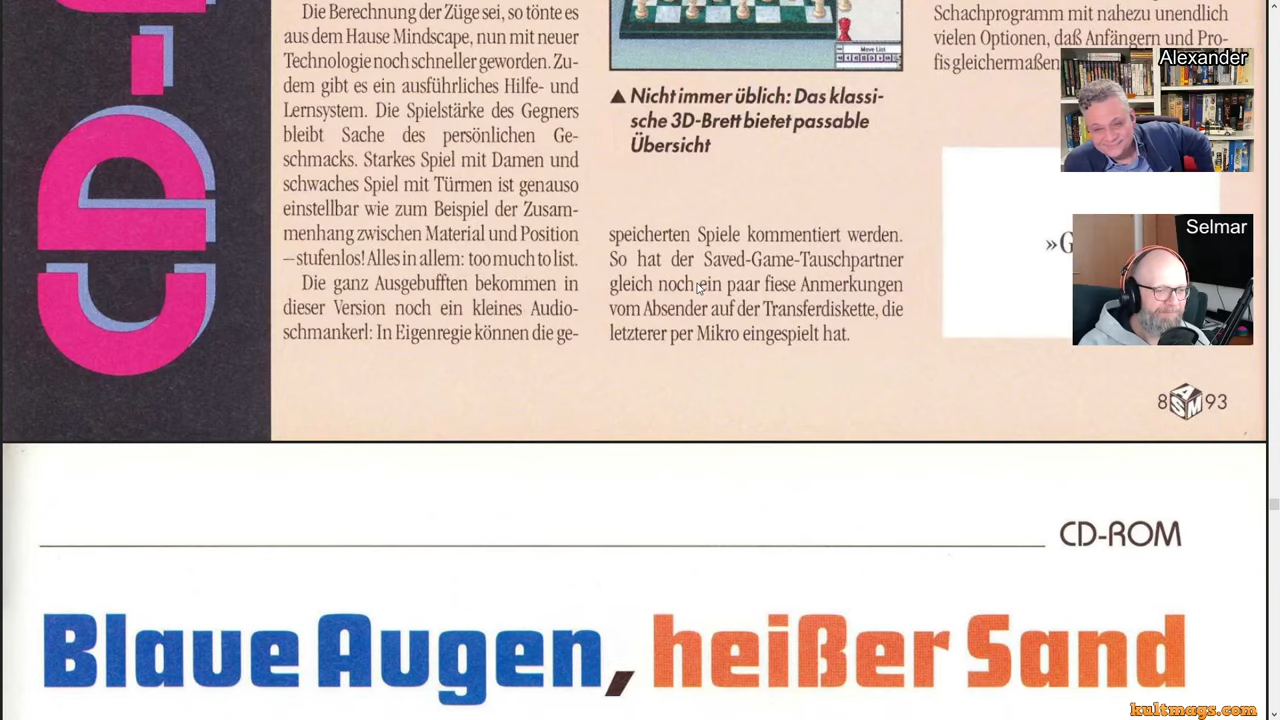 Die Berechnung der Züge sei, so tönte es
aus dem Hause Mindscape, nun mit neuer
Technologie noch schneller geworden. Zu-
dem gibt es ein ausführliches Hilfe- und
Lernsystem. Die Spielstärke des Gegners
bleibt Sache des persönlichen Ge-
schmacks. Starkes Spiel mit Damen und
schwaches Spiel mit Türmen ist genauso
einstellbar wie zum Beispiel der Zusam-
menhang zwischen Material und Position
– stufenlos! Alles in allem: too much to list.
Die ganz Ausgebufften bekommen in
dieser Version noch ein kleines Audio-
schmankerl: In Eigenregie können die ge-
Move List
▲ Nicht immer üblich: Das klassi-
sche 3D-Brett bietet passable
Übersicht
speicherten Spiele kommentiert werden.
So hat der Saved-Game-Tauschpartner
gleich noch ein paar fiese Anmerkungen
vom Absender auf der Transferdiskette, die
letzterer per Mikro eingespielt hat.
Schachprogramm mit nahezu unendlich
vielen Optionen, daß Anfängern und Pro-
fis gleichermaßen
Alexander
»G
Selmar
8 ASM 93
CD-ROM
Blaue Augen, heißer Sand
kultmags.com